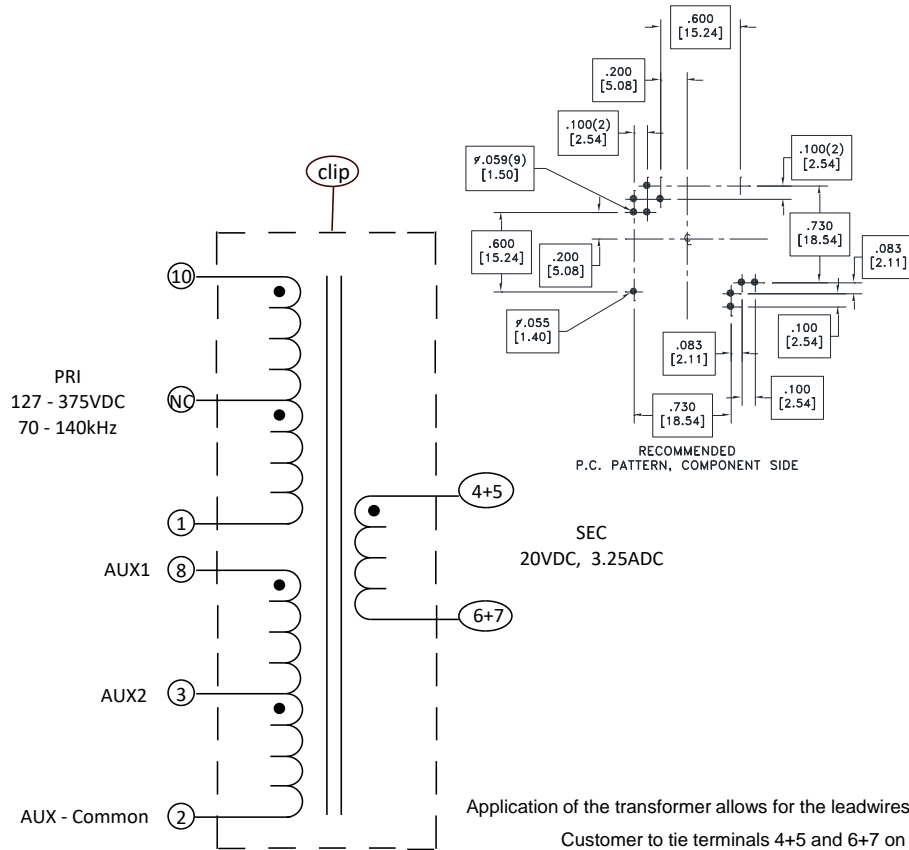 .600
[15.24]
.200
[5.08]
.100(2)
[2.54]
.100(2)
[2.54]
ø.059(9)
[1.50]
clip
.730
[18.54]
.083
[2.11]
.600
[15.24]
.200
[5.08]
10
ø.055
[1.40]
.083
[2.11]
.100
[2.54]
.100
[2.54]
PRI
127 - 375VDC
70 - 140kHz
NC
.730
[18.54]
RECOMMENDED
P.C. PATTERN, COMPONENT SIDE
4+5
1
SEC
20VDC, 3.25ADC
AUX1
8
6+7
AUX2
3
AUX - Common
2
Application of the transformer allows for the leadwires
Customer to tie terminals 4+5 and 6+7 on